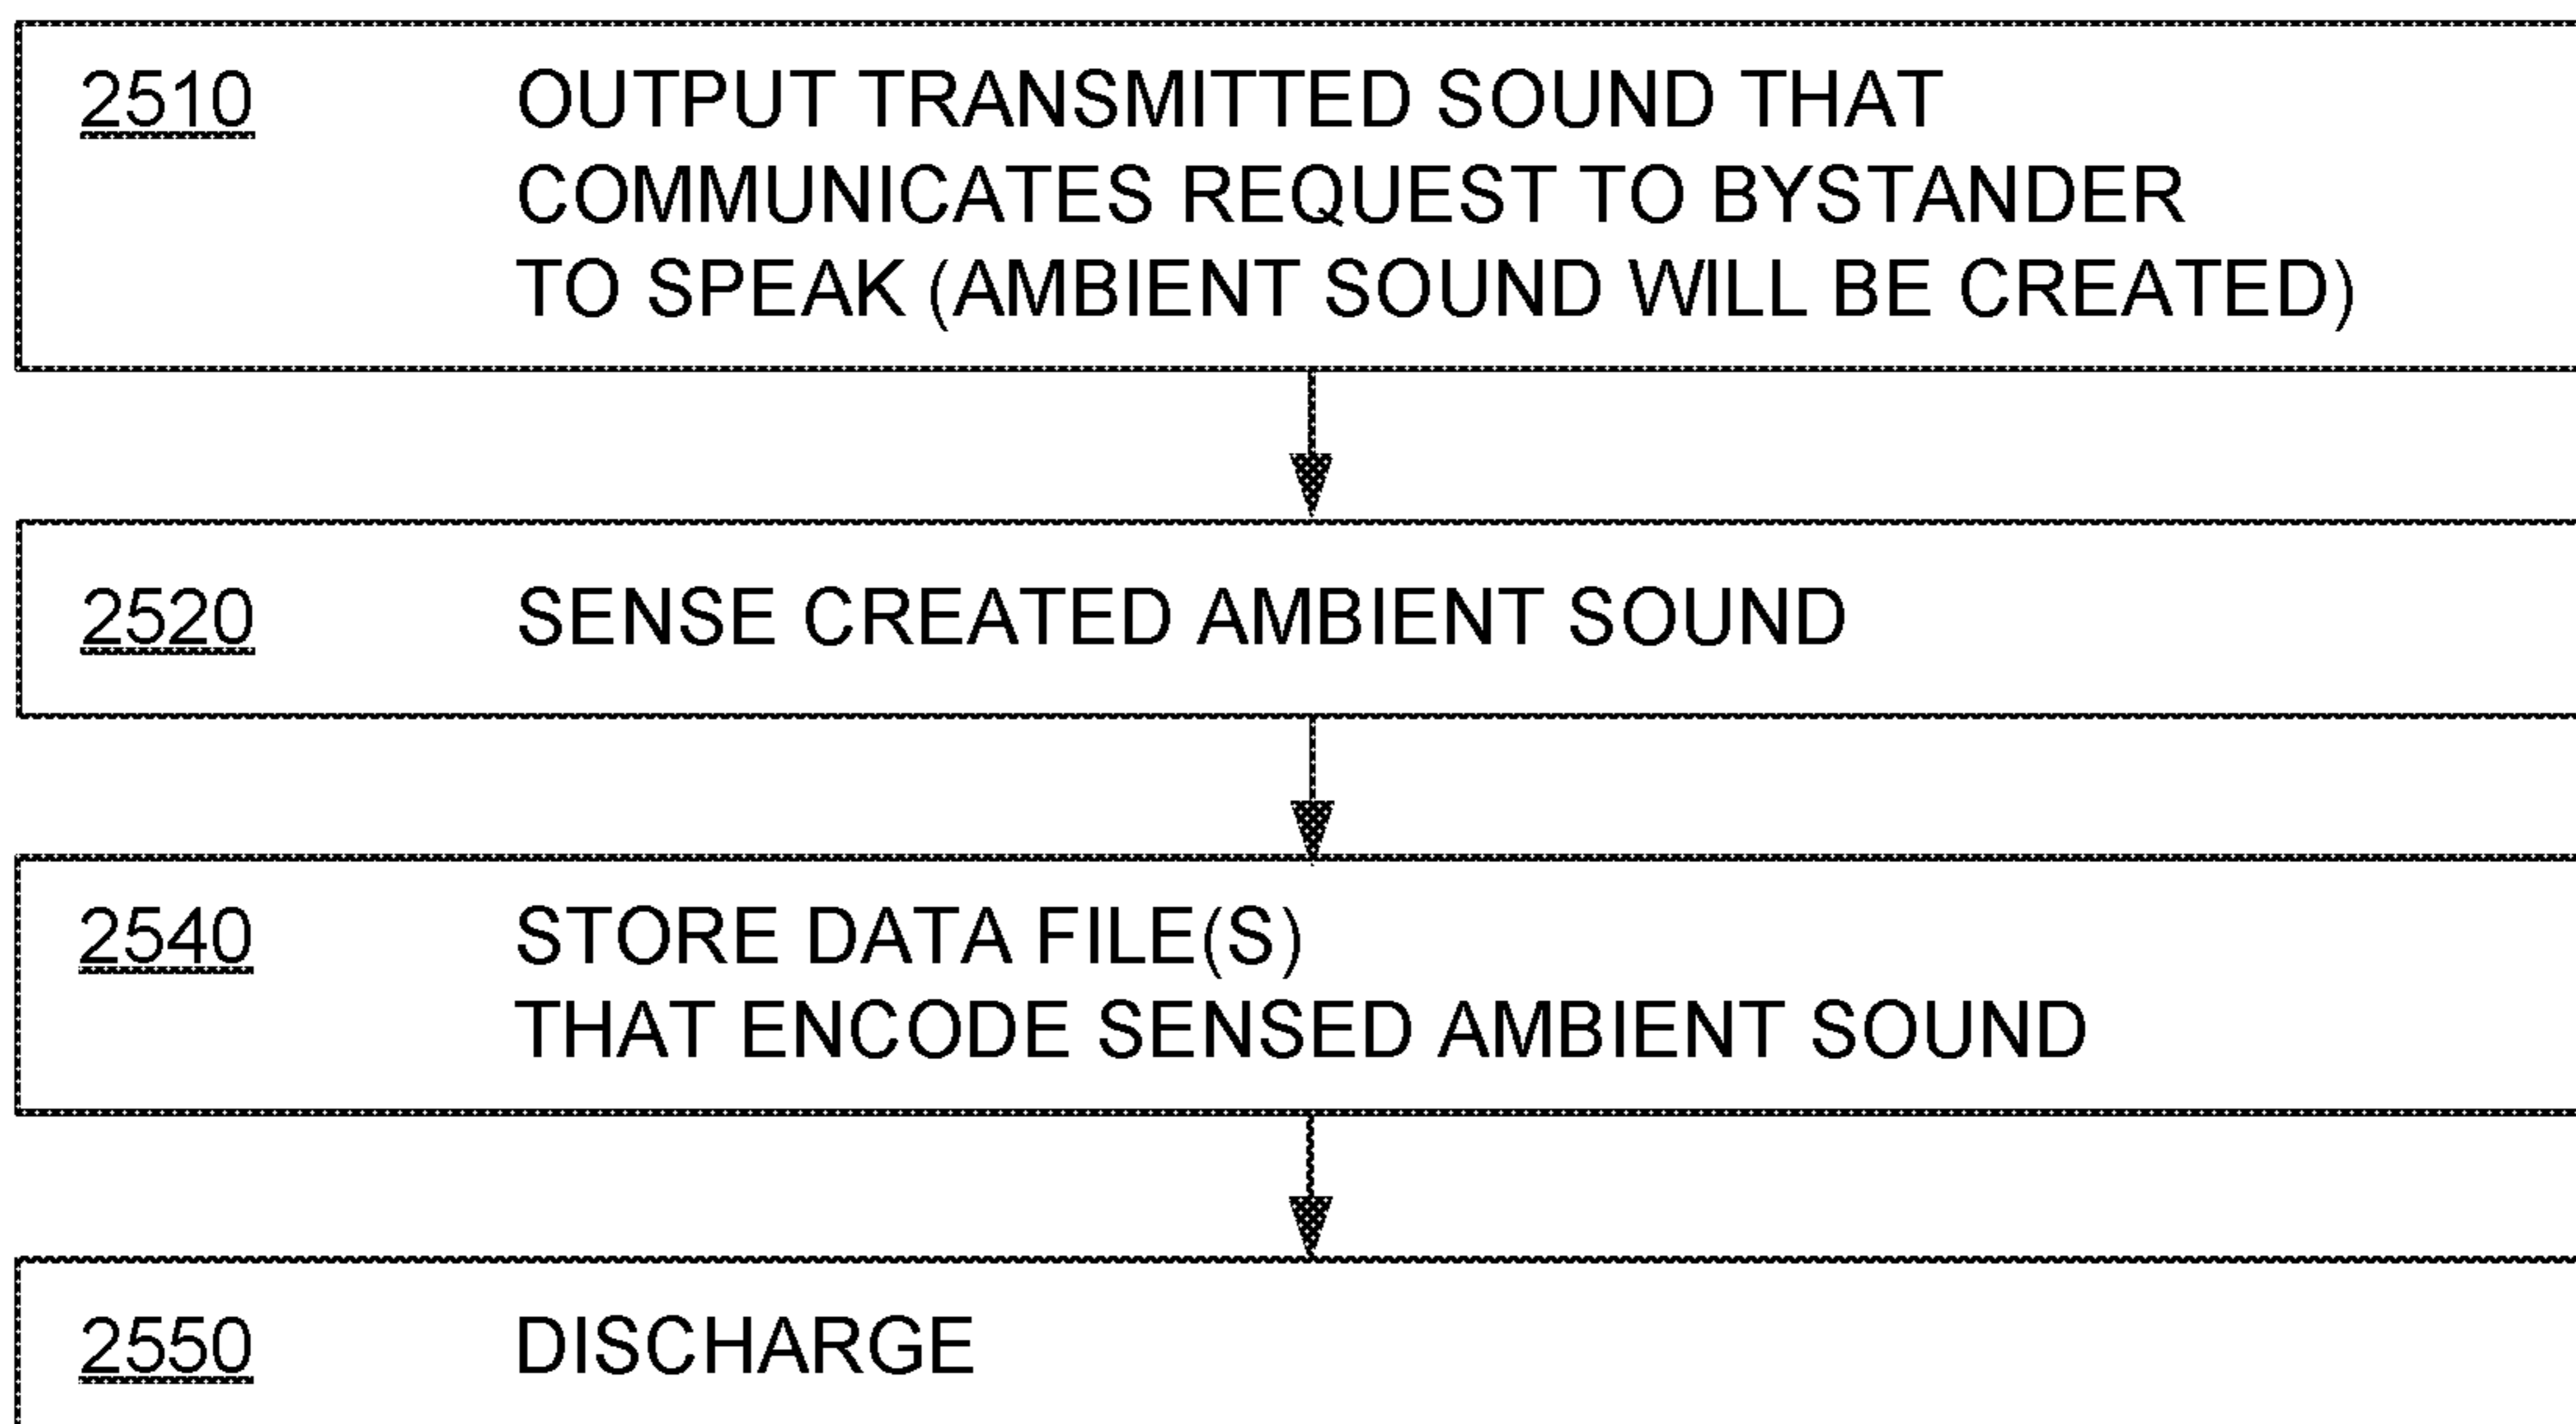 2510 OUTPUT TRANSMITTED SOUND THAT
COMMUNICATES REQUEST TO BYSTANDER
TO SPEAK (AMBIENT SOUND WILL BE CREATED)
2520 SENSE CREATED AMBIENT SOUND
2540 STORE DATA FILE(S)
THAT ENCODE SENSED AMBIENT SOUND
2550 DISCHARGE